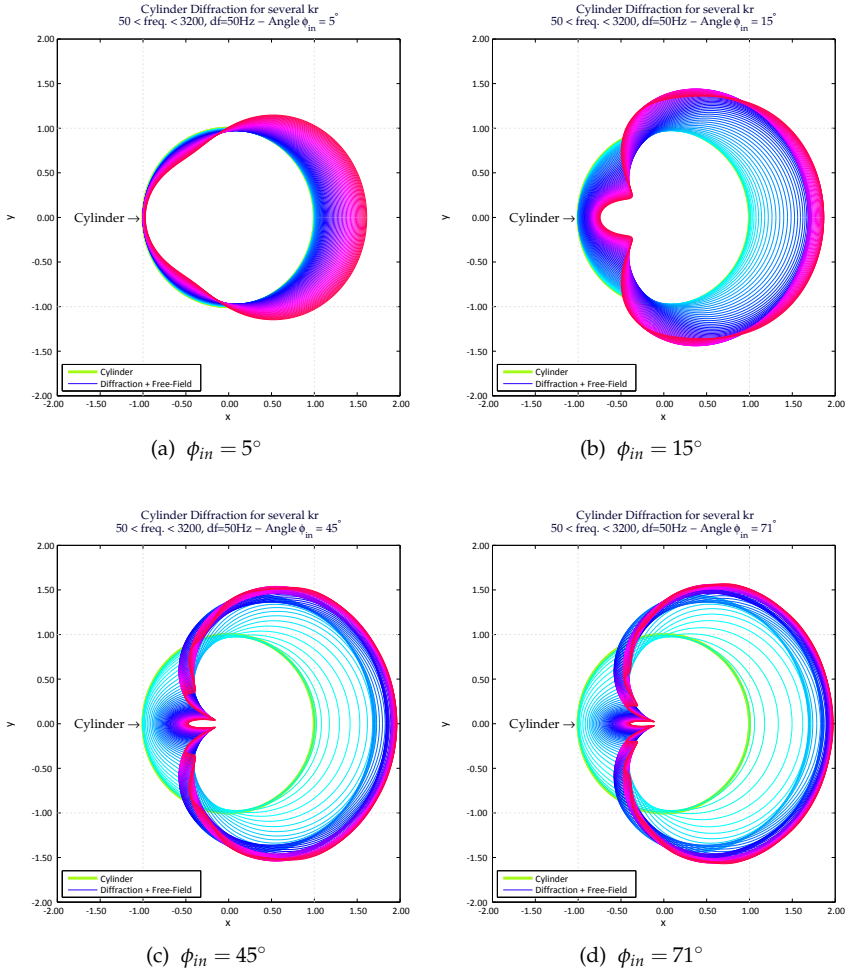 Cylinder Diffraction for several kr
50 < freq. < 3200, df=50Hz − Angle ϕ_in = 5°
2.00
1.50
1.00
0.50
0.00
-0.50
-1.00
-1.50
-2.00
y
Cylinder →
Cylinder
Diffraction + Free-Field
-2.00 -1.50 -1.00 -0.50 0.00 0.50 1.00 1.50 2.00
x
(a) ϕ_in = 5°
Cylinder Diffraction for several kr
50 < freq. < 3200, df=50Hz − Angle ϕ_in = 15°
2.00
1.50
1.00
0.50
0.00
-0.50
-1.00
-1.50
-2.00
y
Cylinder →
Cylinder
Diffraction + Free-Field
-2.00 -1.50 -1.00 -0.50 0.00 0.50 1.00 1.50 2.00
x
(b) ϕ_in = 15°
Cylinder Diffraction for several kr
50 < freq. < 3200, df=50Hz − Angle ϕ_in = 45°
2.00
1.50
1.00
0.50
0.00
-0.50
-1.00
-1.50
-2.00
y
Cylinder →
Cylinder
Diffraction + Free-Field
-2.00 -1.50 -1.00 -0.50 0.00 0.50 1.00 1.50 2.00
x
(c) ϕ_in = 45°
Cylinder Diffraction for several kr
50 < freq. < 3200, df=50Hz − Angle ϕ_in = 71°
2.00
1.50
1.00
0.50
0.00
-0.50
-1.00
-1.50
-2.00
y
Cylinder →
Cylinder
Diffraction + Free-Field
-2.00 -1.50 -1.00 -0.50 0.00 0.50 1.00 1.50 2.00
x
(d) ϕ_in = 71°